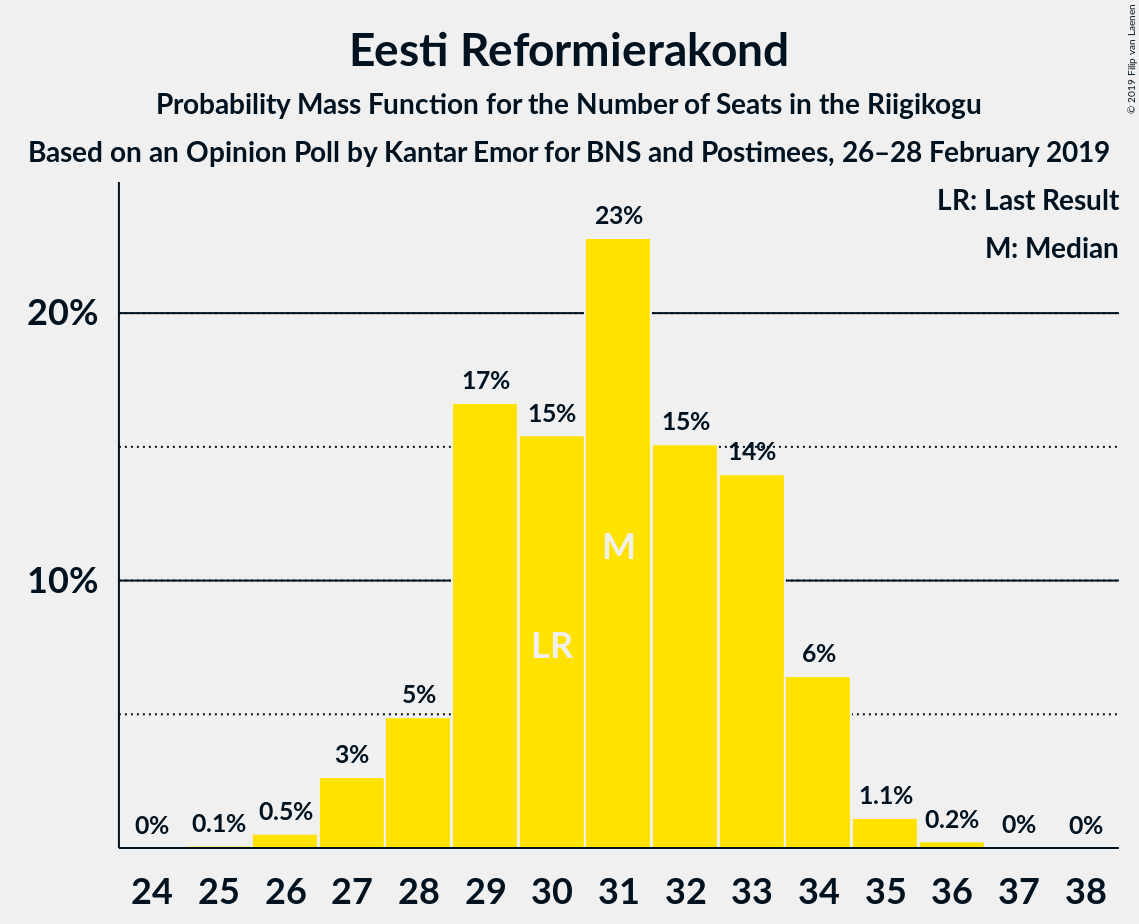 Eesti Reformierakond
Probability Mass Function for the Number of Seats in the Riigikogu
Based on an Opinion Poll by Kantar Emor for BNS and Postimees, 26–28 February 2019
© 2019 Filip van Laenen
LR: Last Result
M: Median
20%
10%
0%
0.1%
0.5%
3%
5%
17%
15%
23%
15%
14%
6%
1.1%
0.2%
0%
0%
M
LR
24 25 26 27 28 29 30 31 32 33 34 35 36 37 38